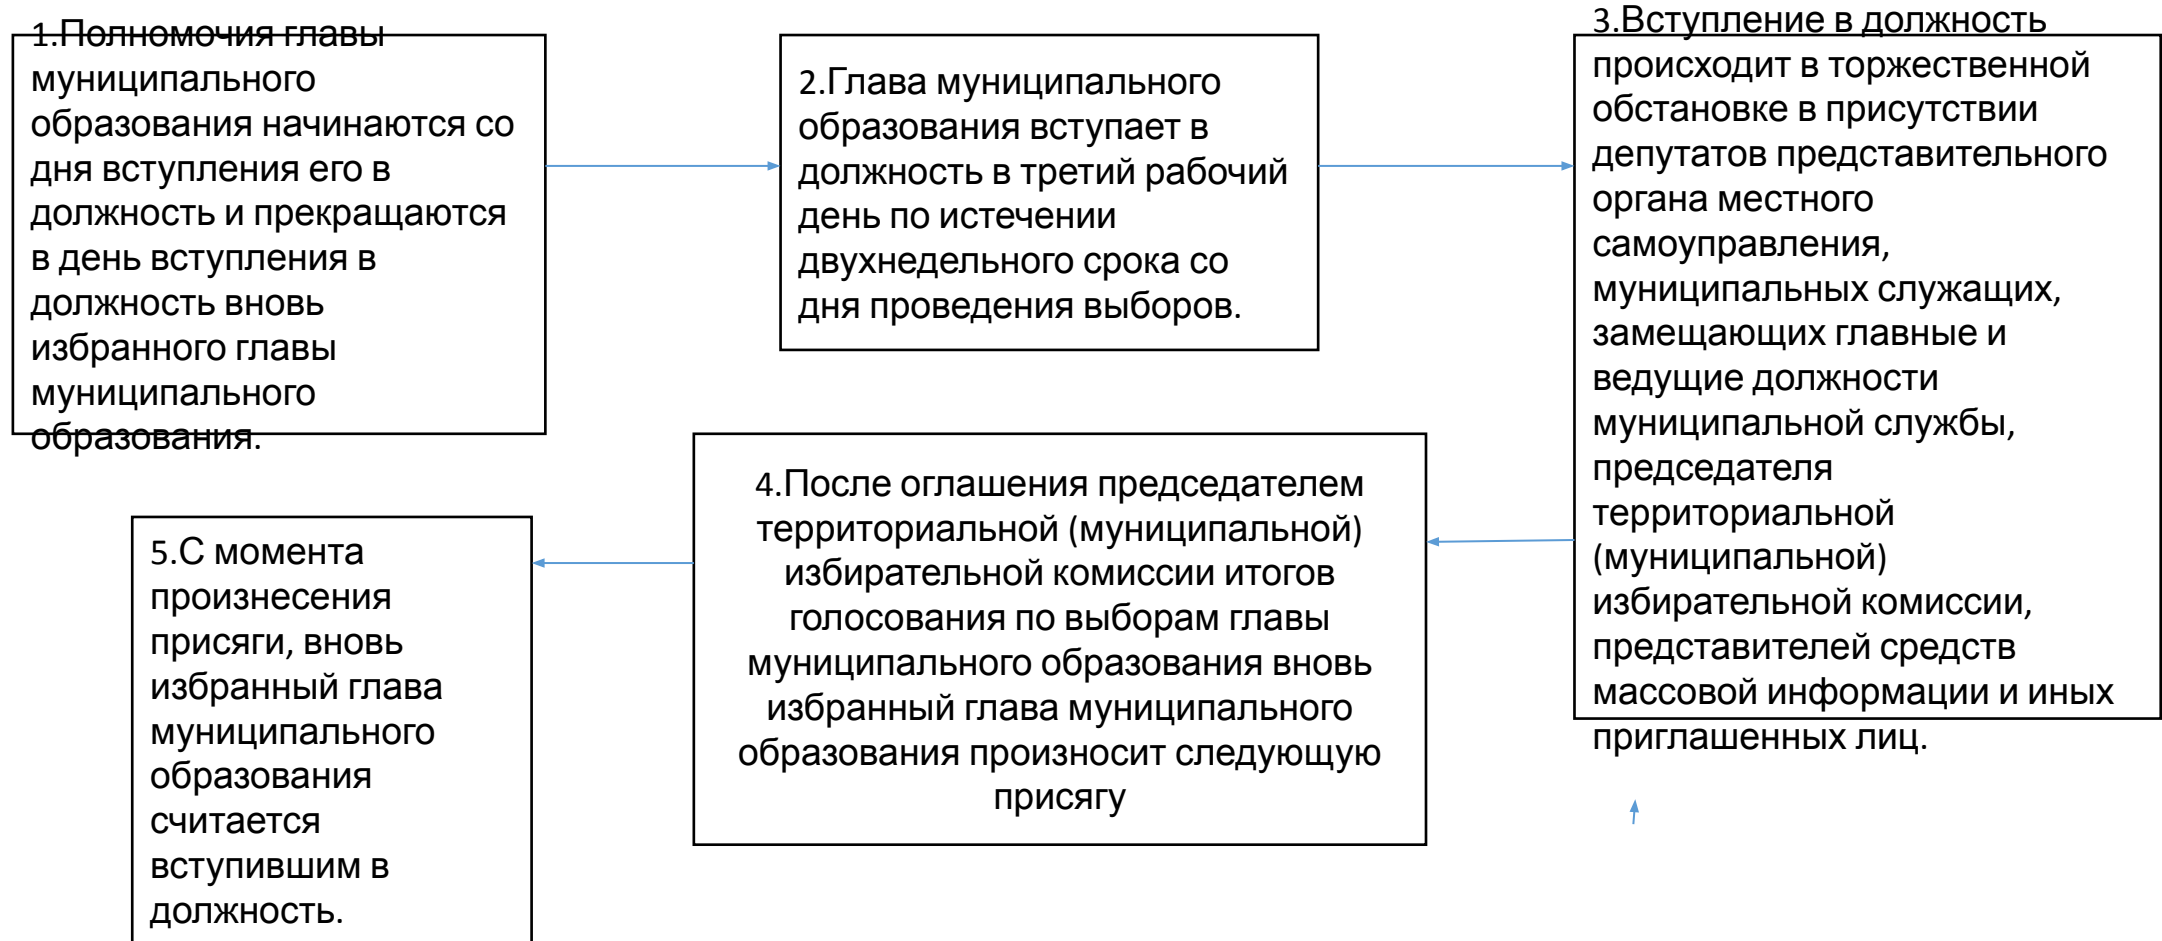 1.Полномочия главы
муниципального
образования начинаются со
дня вступления его в
должность и прекращаются
в день вступления в
должность вновь
избранного главы
муниципального
образования.
2.Глава муниципального
образования вступает в
должность в третий рабочий
день по истечении
двухнедельного срока со
дня проведения выборов.
3.Вступление в должность
происходит в торжественной
обстановке в присутствии
депутатов представительного
органа местного
самоуправления,
муниципальных служащих,
замещающих главные и
ведущие должности
муниципальной службы,
председателя
территориальной
(муниципальной)
избирательной комиссии,
представителей средств
массовой информации и иных
приглашенных лиц.
4.После оглашения председателем
территориальной (муниципальной)
избирательной комиссии итогов
голосования по выборам главы
муниципального образования вновь
избранный глава муниципального
образования произносит следующую
присягу
5.С момента
произнесения
присяги, вновь
избранный глава
муниципального
образования
считается
вступившим в
должность.